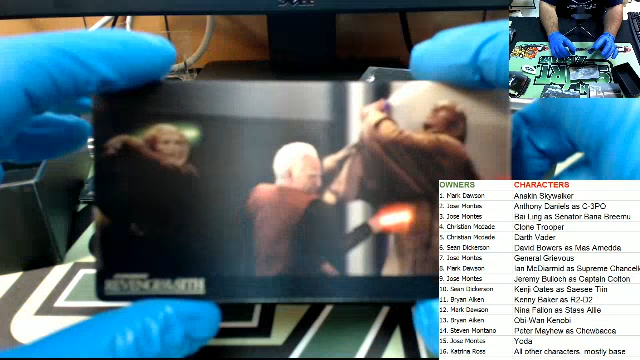 DELL
REVENGE OF THE SITH
OWNERS CHARACTERS
1. Mark Dawson Anakin Skywalker
2. Jose Montes Anthony Daniels as C-3PO
3. Jose Montes Bai Ling as Senator Bana Breemu
4. Christian Mcdade Clone Trooper
5. Christian Mcdade Darth Vader
6. Sean Dickerson David Bowers as Mas Amedda
7. Jose Montes General Grievous
8. Mark Dawson Ian McDiarmid as Supreme Chancell
9. Jose Montes Jeremy Bulloch as Captain Colton
10. Sean Dickerson Kenji Oates as Saesee Tiin
11. Bryan Aiken Kenny Baker as R2-D2
12. Mark Dawson Nina Fallon as Stass Allie
13. Bryan Aiken Obi-Wan Kenobi
14. Steven Montano Peter Mayhew as Chewbacca
15. Jose Montes Yoda
16. Katrina Ross All other characters, mostly base